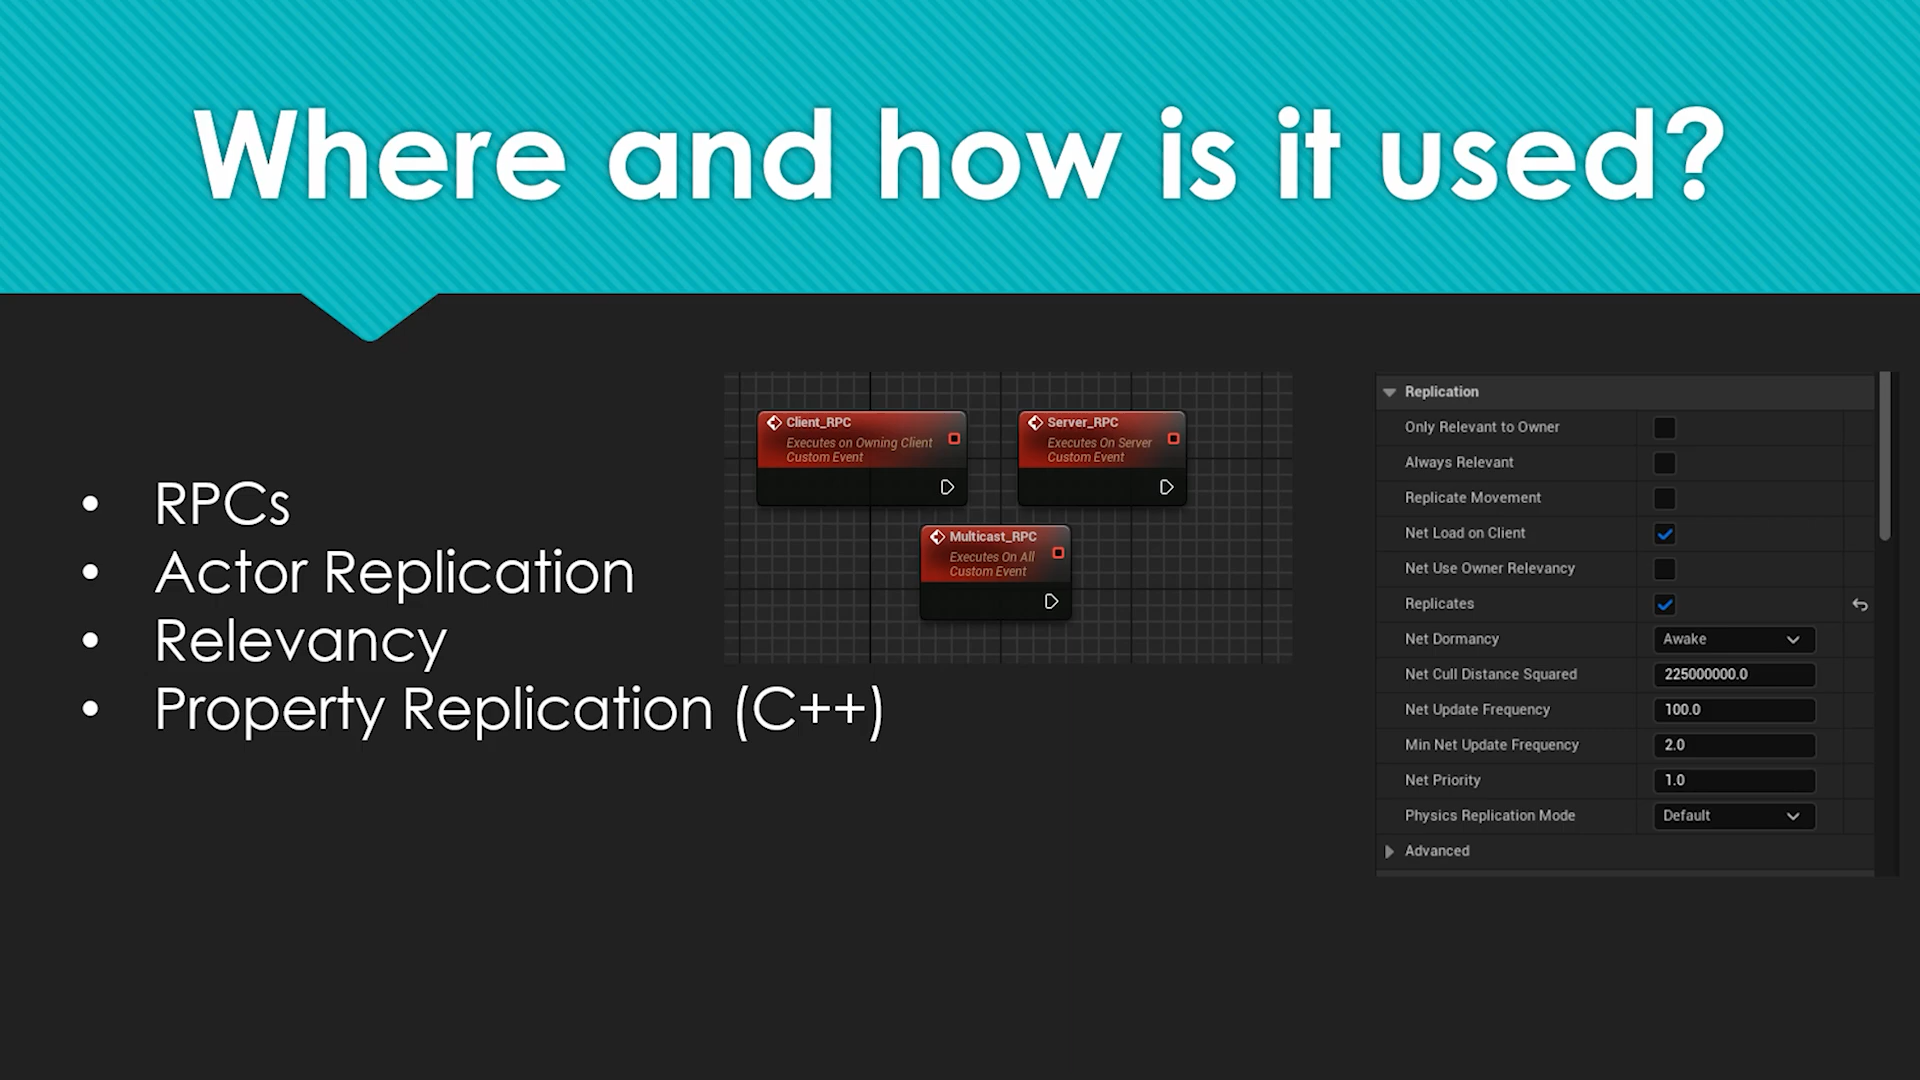 Where and how is it used?
• RPCs
• Actor Replication
• Relevancy
• Property Replication (C++)
Client_RPC
Executes on Owning Client
Custom Event
Server_RPC
Executes On Server
Custom Event
Multicast_RPC
Executes On All
Custom Event
Replication
Only Relevant to Owner
Always Relevant
Replicate Movement
Net Load on Client
Net Use Owner Relevancy
Replicates
Net Dormancy Awake
Net Cull Distance Squared 225000000.0
Net Update Frequency 100.0
Min Net Update Frequency 2.0
Net Priority 1.0
Physics Replication Mode Default
Advanced